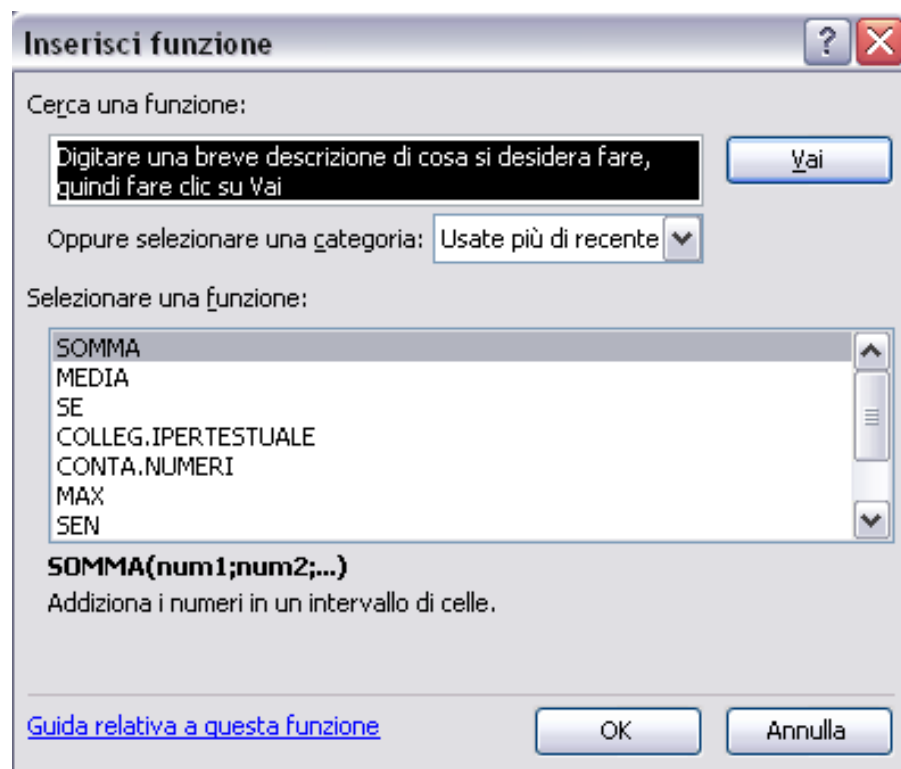 Inserisci funzione
Cerca una funzione:
Digitare una breve descrizione di cosa si desidera fare,
quindi fare clic su Vai
Vai
Oppure selezionare una categoria: Usate più di recente
Selezionare una funzione:
SOMMA
MEDIA
SE
COLLEG.IPERTESTUALE
CONTA.NUMERI
MAX
SEN
SOMMA(num1;num2;...)
Addiziona i numeri in un intervallo di celle.
Guida relativa a questa funzione
OK
Annulla